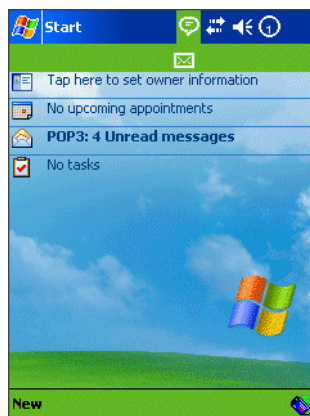 Start
Tap here to set owner information
No upcoming appointments
POP3: 4 Unread messages
No tasks
New